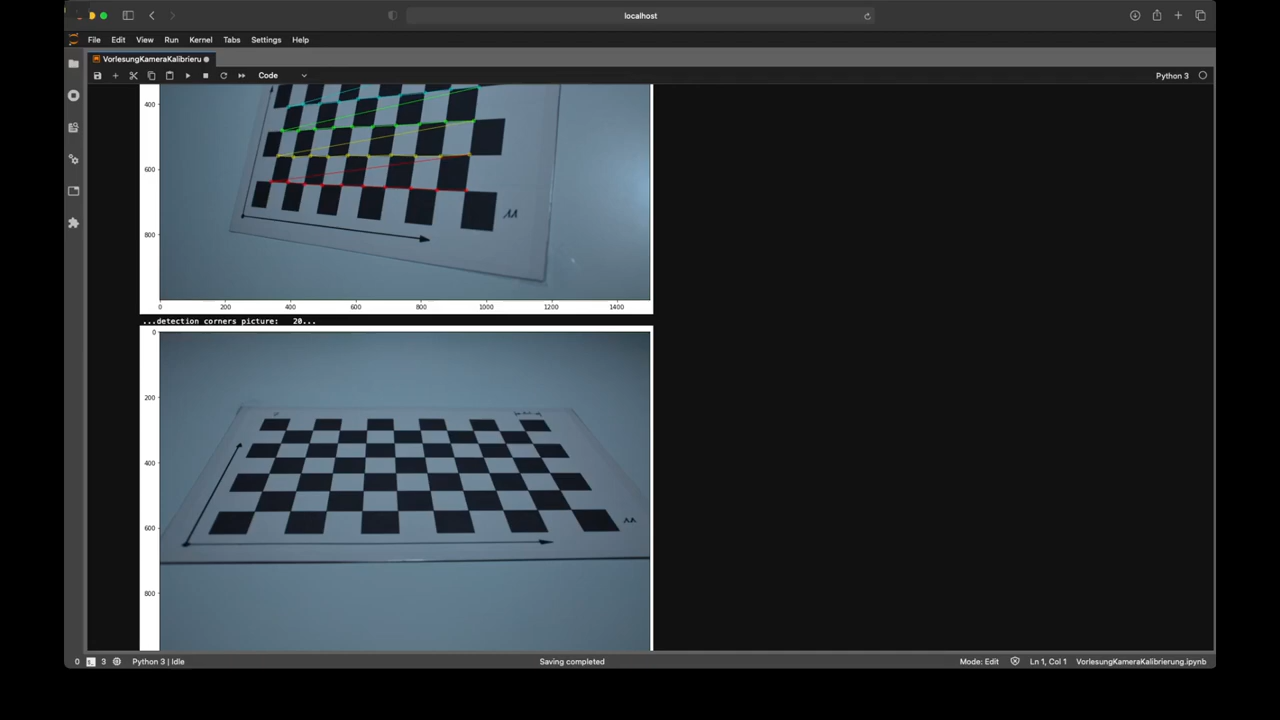 localhost
File Edit View Run Kernel Tabs Settings Help
VorlesungKameraKalibrieru
Code
Python 3
400
600
800
0 200 400 600 800 1000 1200 1400
11
...detection corners picture: 20...
0
200
400
600
800
11
0 3 Python 3 | Idle Saving completed Mode: Edit Ln 1, Col 1 VorlesungKameraKalibrierung.ipynb